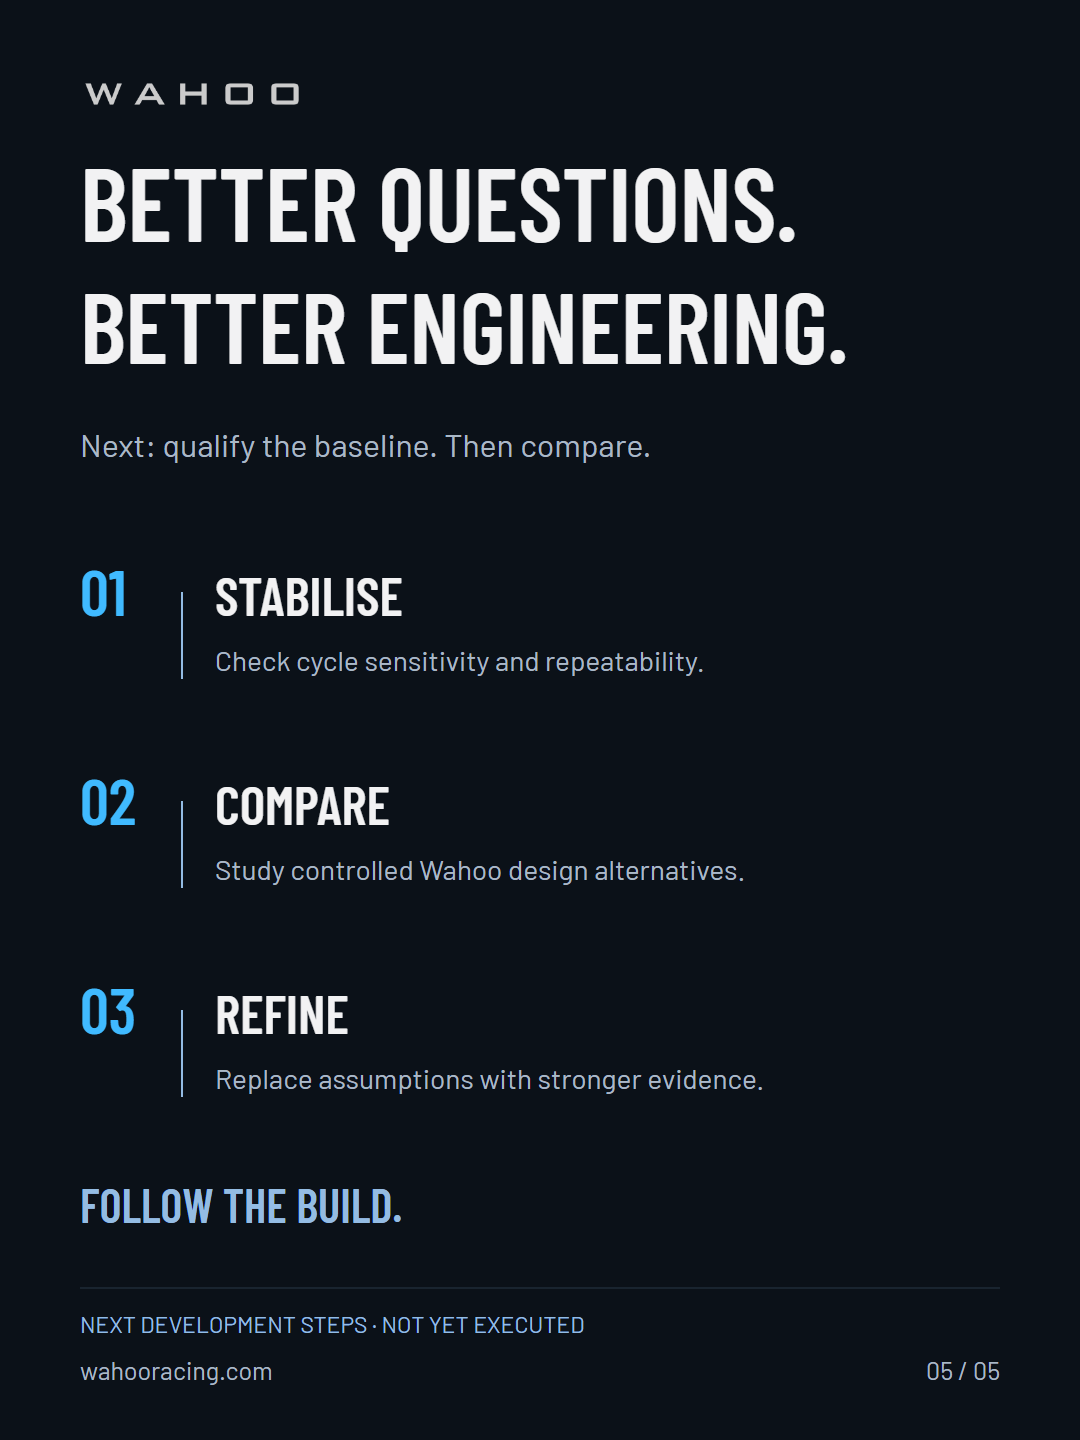 WAHOO
BETTER QUESTIONS.
BETTER ENGINEERING.
Next: qualify the baseline. Then compare.
01
STABILISE
Check cycle sensitivity and repeatability.
02
COMPARE
Study controlled Wahoo design alternatives.
03
REFINE
Replace assumptions with stronger evidence.
FOLLOW THE BUILD.
NEXT DEVELOPMENT STEPS · NOT YET EXECUTED
wahooracing.com
05 / 05